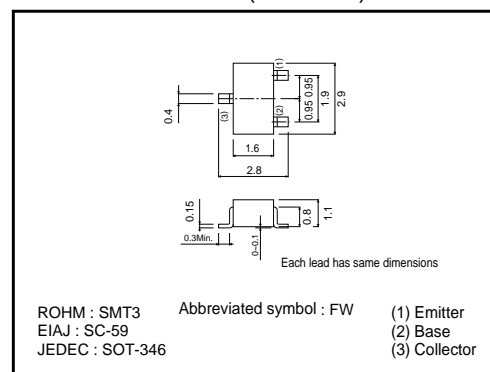 (1)
0.95 0.95
1.9
2.9
0.4
(3)
(2)
1.6
2.8
0.15
0.3Min.
0~0.1
0.8
1.1
Each lead has same dimensions
ROHM : SMT3
EIAJ : SC-59
JEDEC : SOT-346
Abbreviated symbol : FW
(1) Emitter
(2) Base
(3) Collector